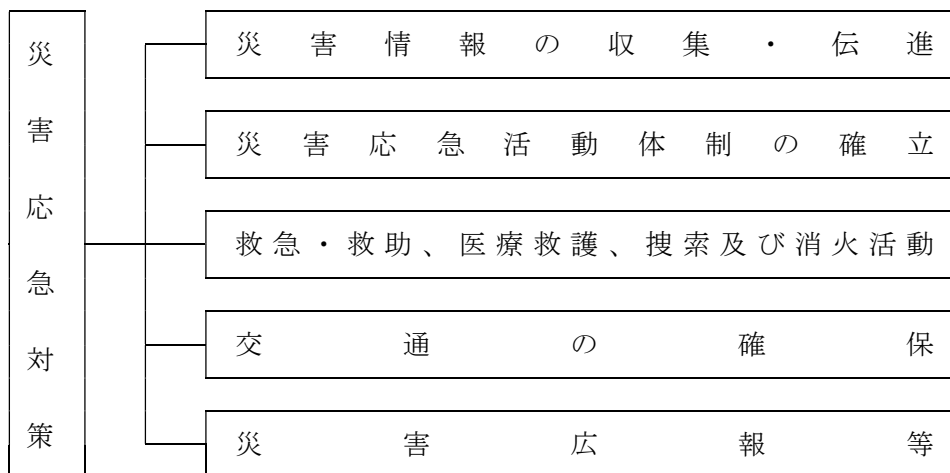 災害応急対策
災害情報の収集・伝進
災害応急活動体制の確立
救急・救助、医療救護、捜索及び消火活動
交通の確保
災害広報等